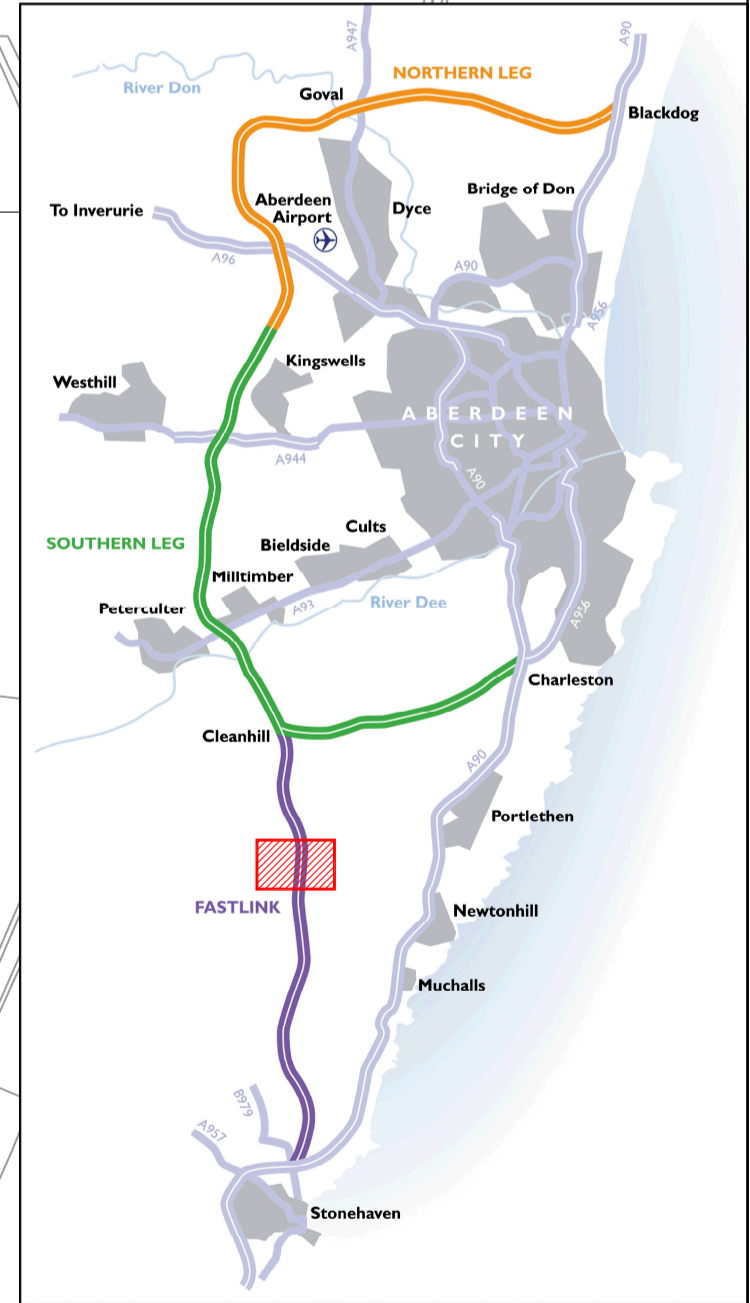 A947
A90
NORTHERN LEG
River Don
Goval
Blackdog
Bridge of Don
Aberdeen
Airport
Dyce
To Inverurie
A96
A90
A956
Kingswells
Westhill
ABERDEEN
CITY
A944
A90
Cults
SOUTHERN LEG
Bieldside
Milltimber
Peterculter
A93
River Dee
A956
Charleston
Cleanhill
A90
Portlethen
FASTLINK
Newtonhill
Muchalls
B979
A957
Stonehaven